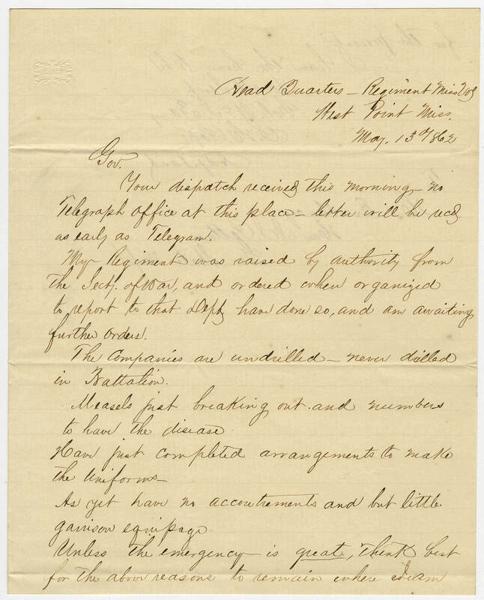 Head Quarters – Regiment Miss Vols
West Point Miss.
May, 13th 1862
Gov.
Your dispatch received this morning – no
Telegraph Office at this place – letter will be recd
as early as Telegram.
My Regiment was raised by authority from
the Secty. of War, and ordered when organized
to report to that Dept, have done so, and am awaiting
further orders.
The Companies are undrilled – never drilled
in Battalion.
Measels just breaking out and numbers
to have the disease
Have just completed arrangements to make
the Uniforms –
As yet have no accoutrements and but little
garrison equipage
Unless the emergency is great, think best
for the above reasons to remain where I am